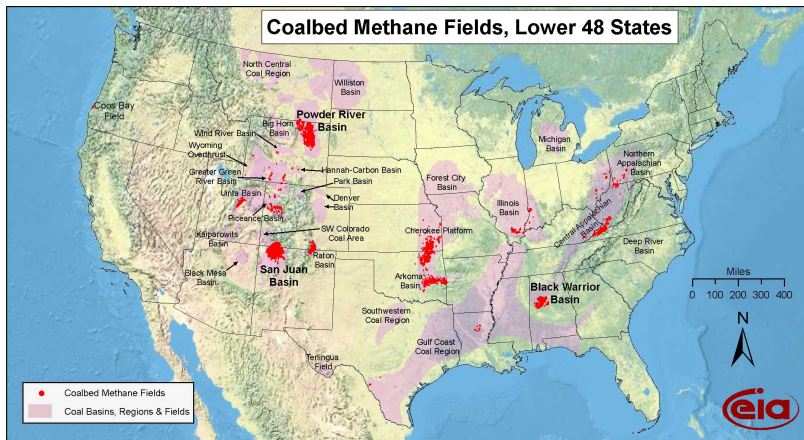 Coalbed Methane Fields, Lower 48 States
North Central
Coal Region
Williston
Basin
Coos Bay
Field
Powder River
Basin
Big Horn
Basin
Wind River Basin
Wyoming
Overthrust
Greater Green
River Basin
Hannah-Carbon Basin
Park Basin
Uinta Basin
Denver
Basin
Piceance Basin
SW Colorado
Coal Area
Kaiparowits
Basin
Black Mesa
Basin
San Juan
Basin
Raton
Basin
Michigan
Basin
Northern
Appalachian
Basin
Forest City
Basin
Illinois
Basin
Central Appalachian
Basin
Cherokee Platform
Deep River
Basin
Arkoma
Basin
Black Warrior
Basin
Southwestern
Coal Region
Gulf Coast
Coal Region
Terlingua
Field
Miles
0 100 200 300 400
N
Coalbed Methane Fields
Coal Basins, Regions & Fields
eia